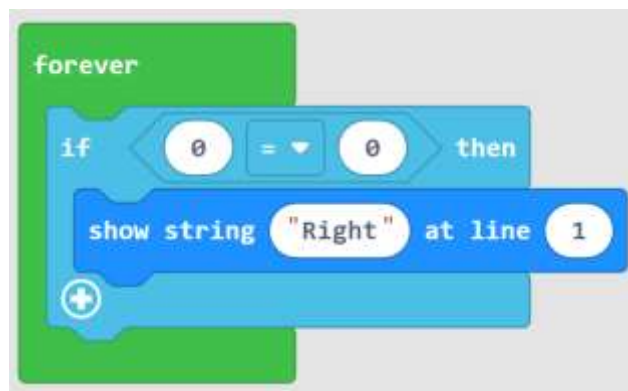 forever
if 0 = 0 then
show string "Right" at line 1